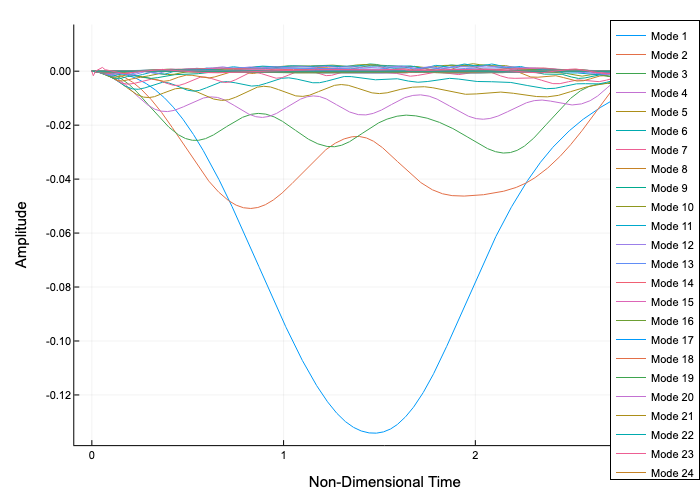 0.00
-0.02
-0.04
-0.06
-0.08
-0.10
-0.12
Amplitude
0
1
2
Non-Dimensional Time
Mode 1
Mode 2
Mode 3
Mode 4
Mode 5
Mode 6
Mode 7
Mode 8
Mode 9
Mode 10
Mode 11
Mode 12
Mode 13
Mode 14
Mode 15
Mode 16
Mode 17
Mode 18
Mode 19
Mode 20
Mode 21
Mode 22
Mode 23
Mode 24